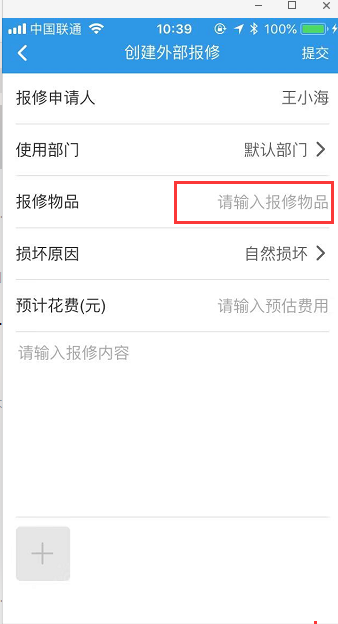 中国联通 10:39 100%
创建外部报修 提交
报修申请人 王小海
使用部门 默认部门
报修物品 请输入报修物品
损坏原因 自然损坏
预计花费(元) 请输入预估费用
请输入报修内容